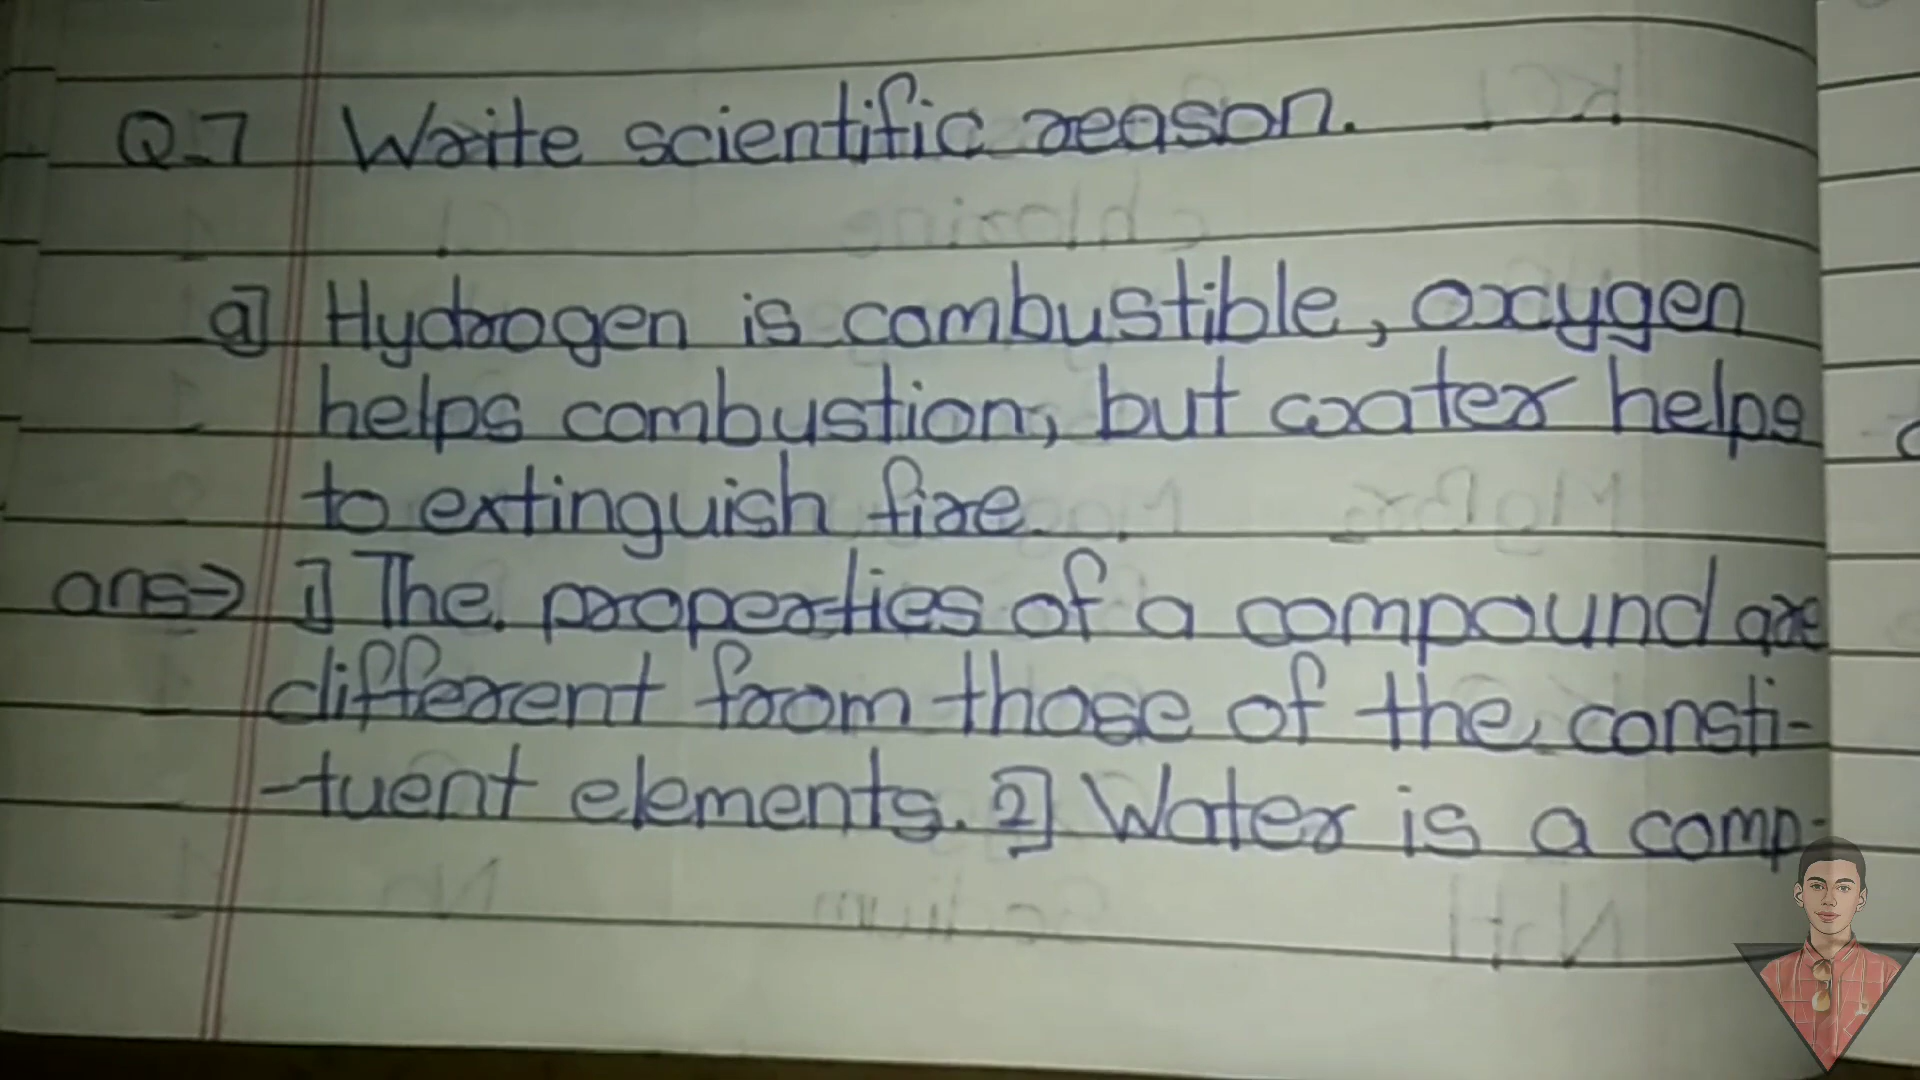 Q.7 Write scientific reason.
a] Hydrogen is combustible, oxygen
helps combustion, but water helps
to extinguish fire.
ans→ 1] The properties of a compound are
different from those of the consti-
-tuent elements. 2] Water is a comp-